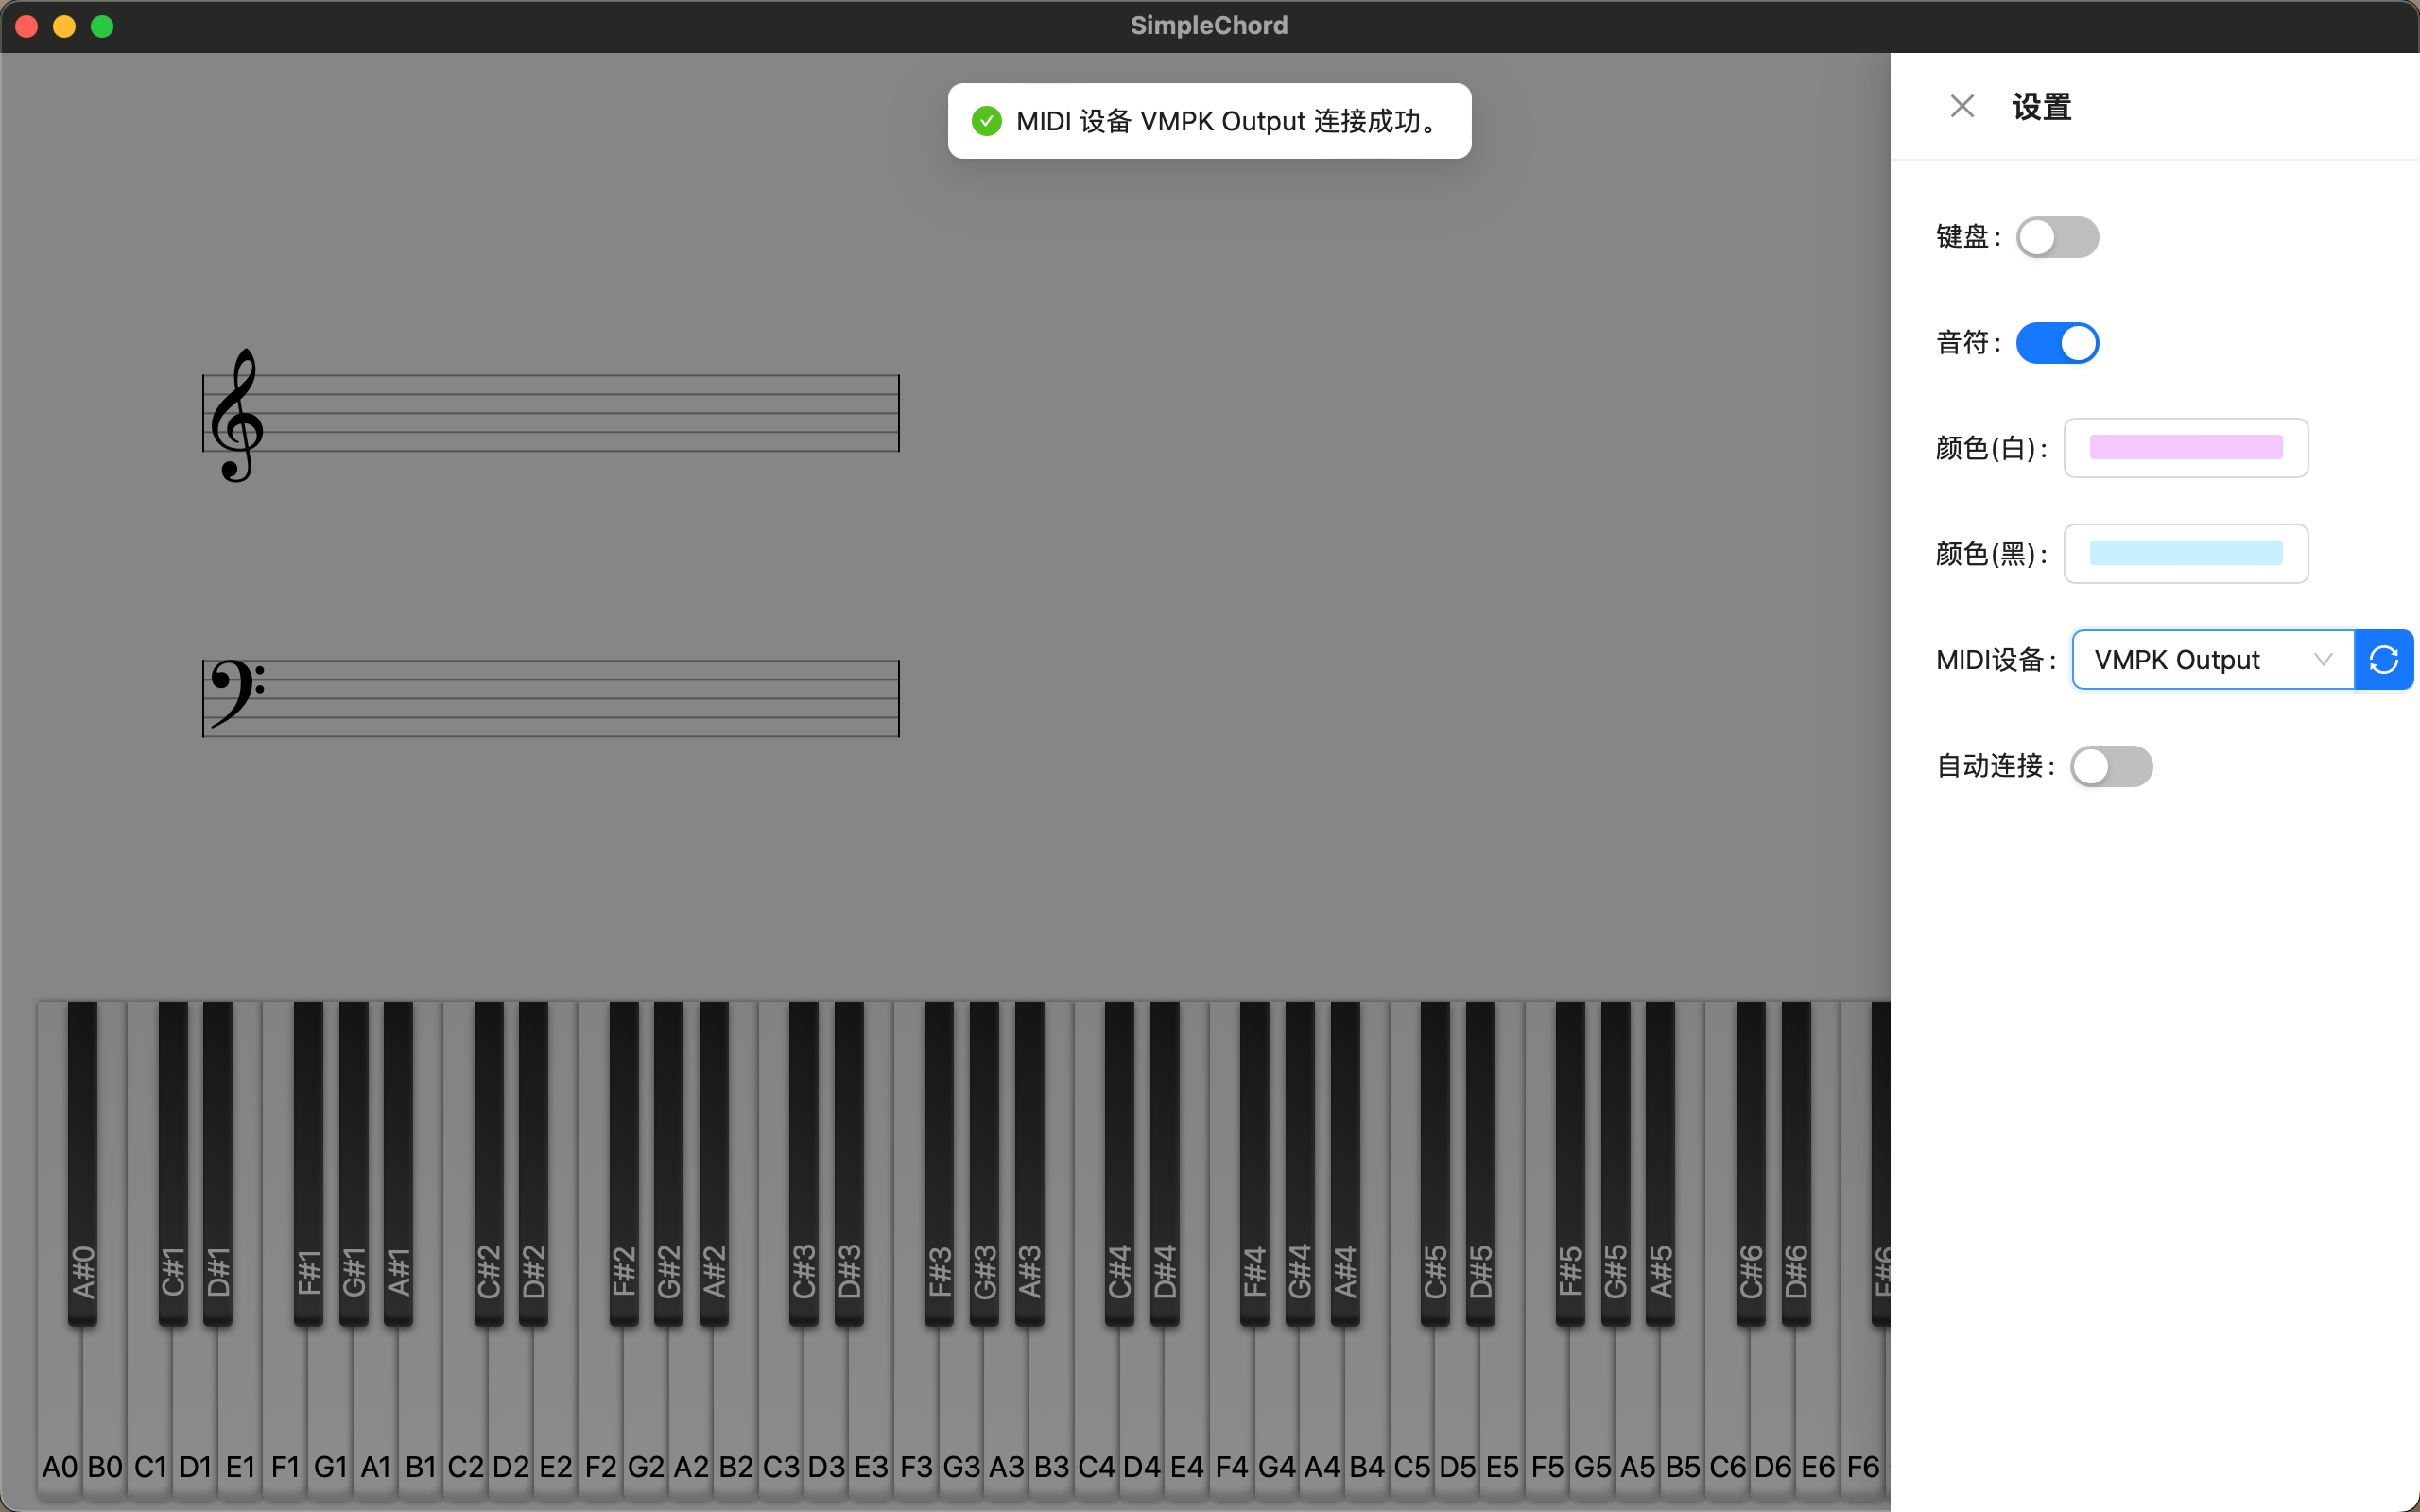 SimpleChord
MIDI 设备 VMPK Output 连接成功。
设置
键盘：
音符：
颜色(白)：
颜色(黑)：
MIDI设备： VMPK Output
自动连接：
A#0 C#1 D#1 F#1 G#1 A#1 C#2 D#2 F#2 G#2 A#2 C#3 D#3 F#3 G#3 A#3 C#4 D#4 F#4 G#4 A#4 C#5 D#5 F#5 G#5 A#5 C#6 D#6
A0 B0 C1 D1 E1 F1 G1 A1 B1 C2 D2 E2 F2 G2 A2 B2 C3 D3 E3 F3 G3 A3 B3 C4 D4 E4 F4 G4 A4 B4 C5 D5 E5 F5 G5 A5 B5 C6 D6 E6 F6